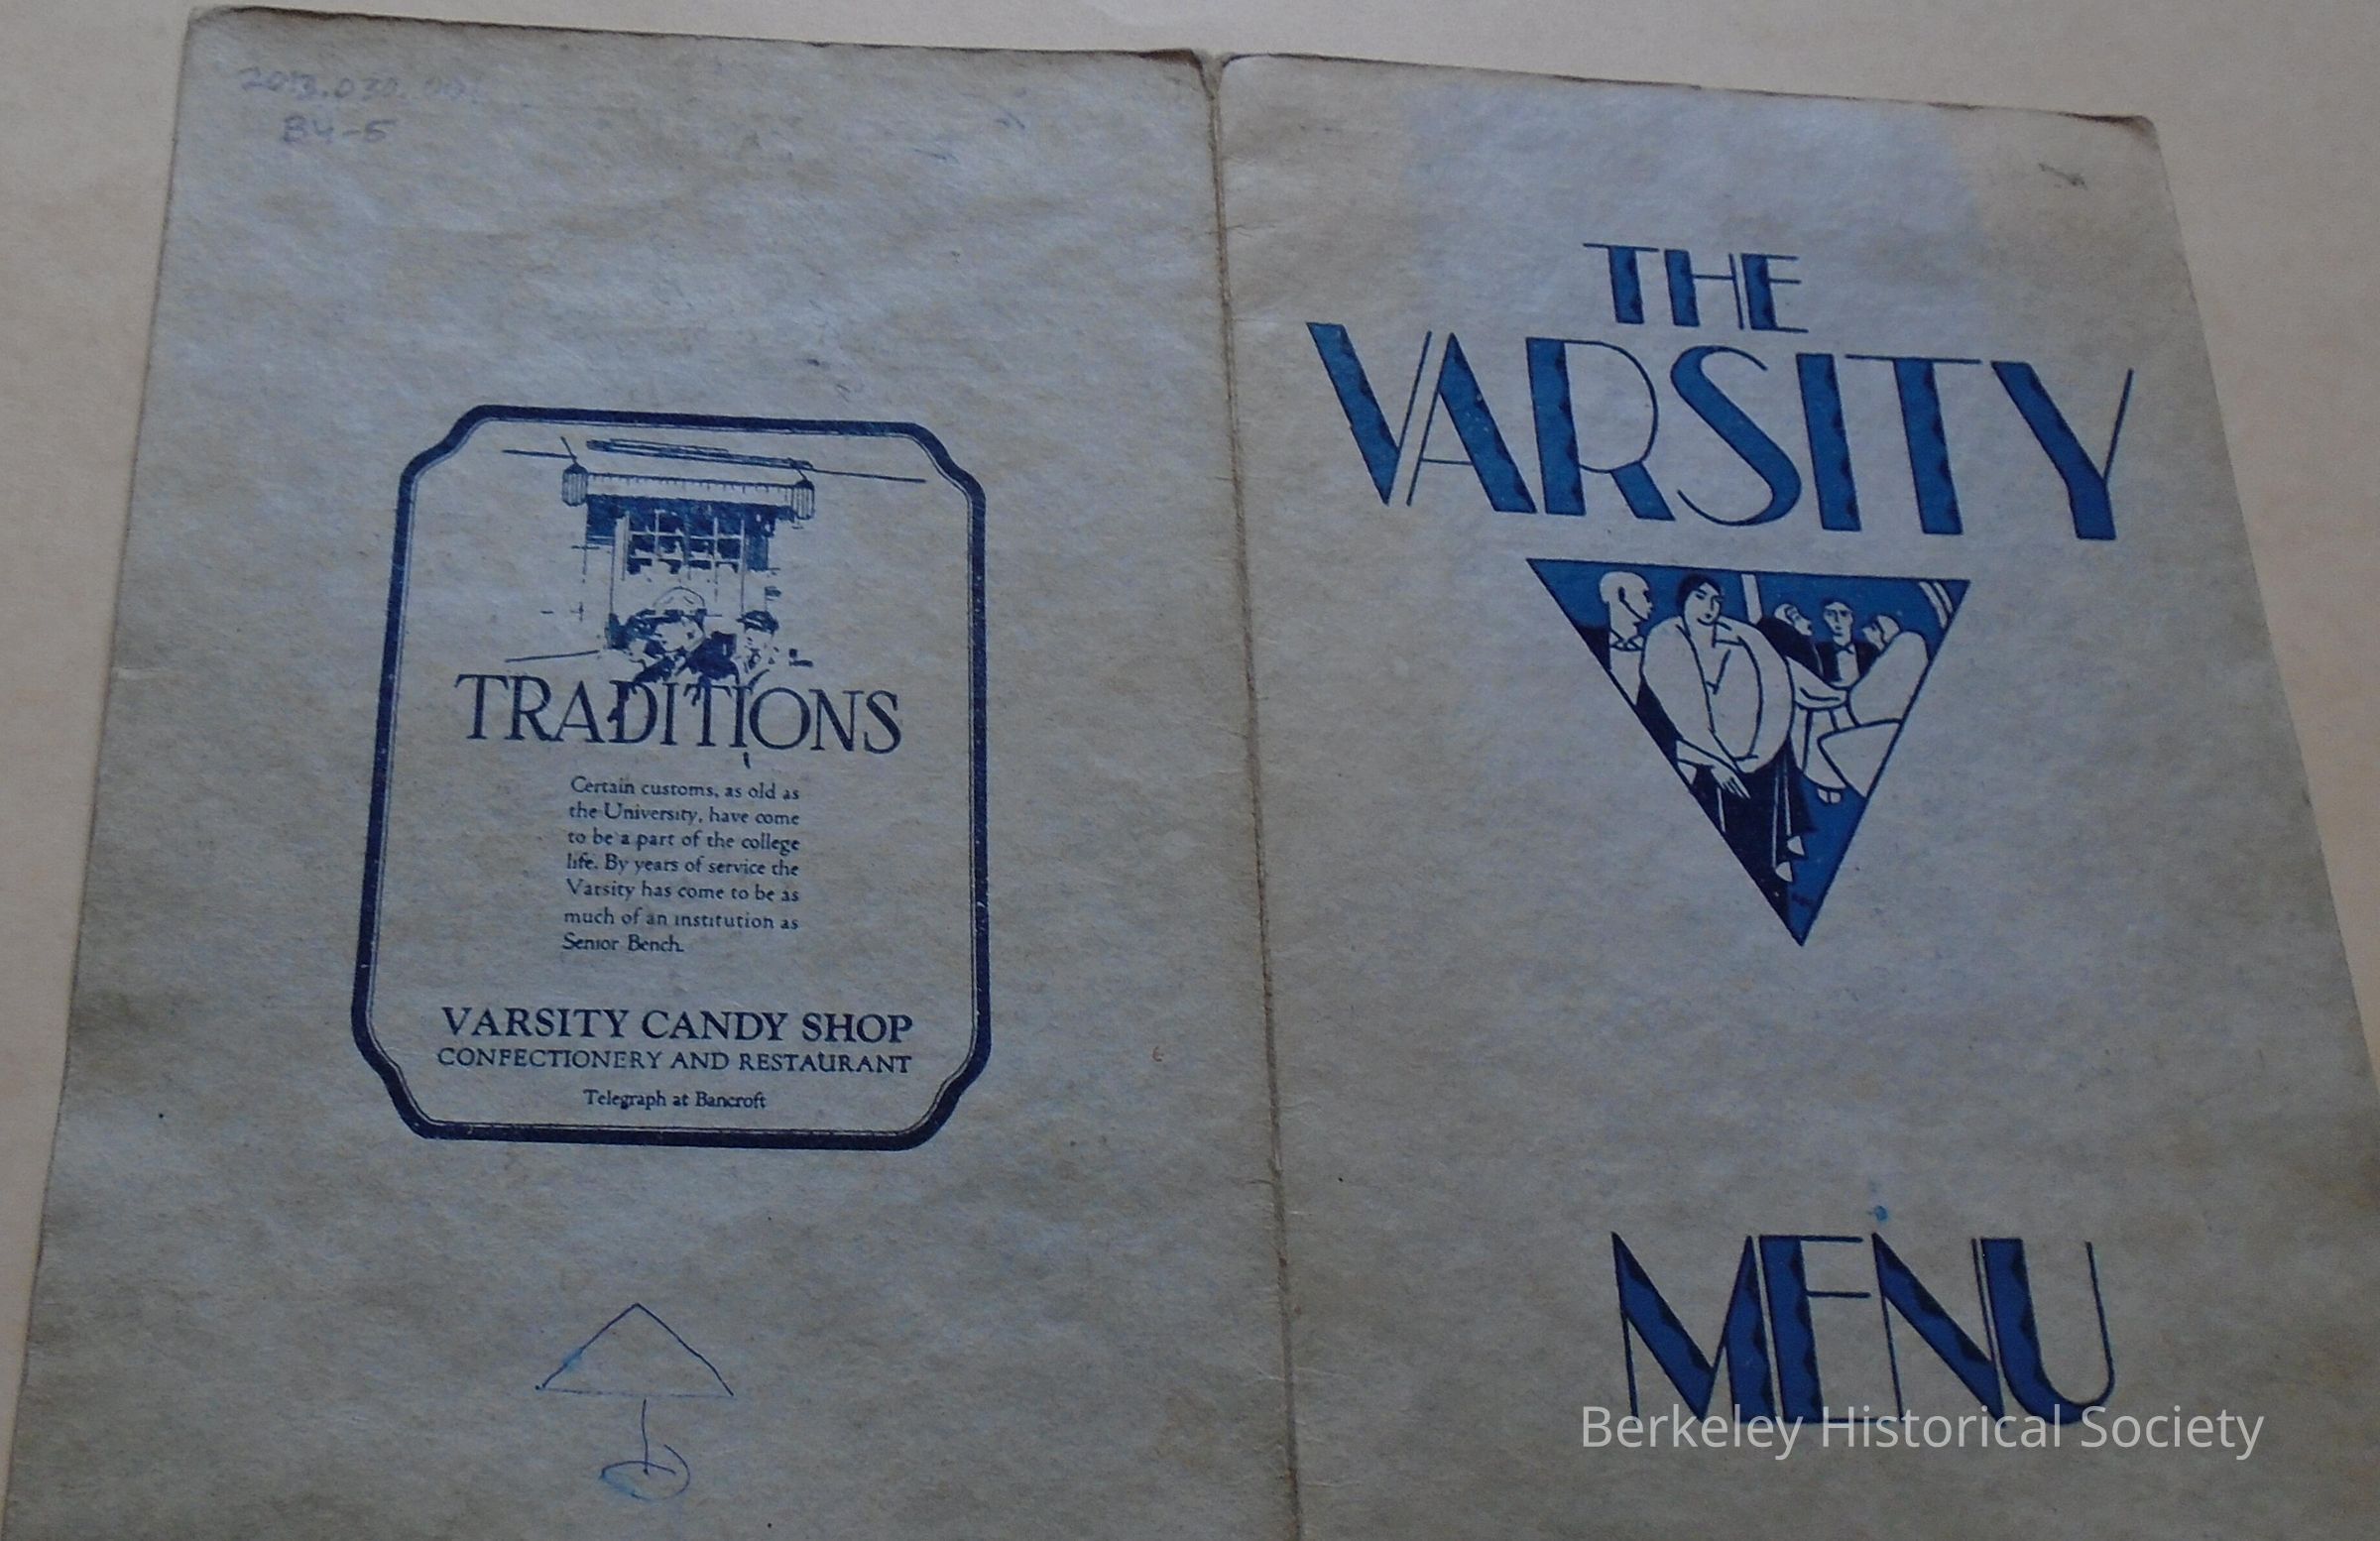 B4-5
TRADITIONS
Certain customs, as old as
the University, have come
to be a part of the college
life. By years of service the
Varsity has come to be as
much of an institution as
Senior Bench.
VARSITY CANDY SHOP
CONFECTIONERY AND RESTAURANT
Telegraph at Bancroft
THE
VARSITY
MENU
Berkeley Historical Society